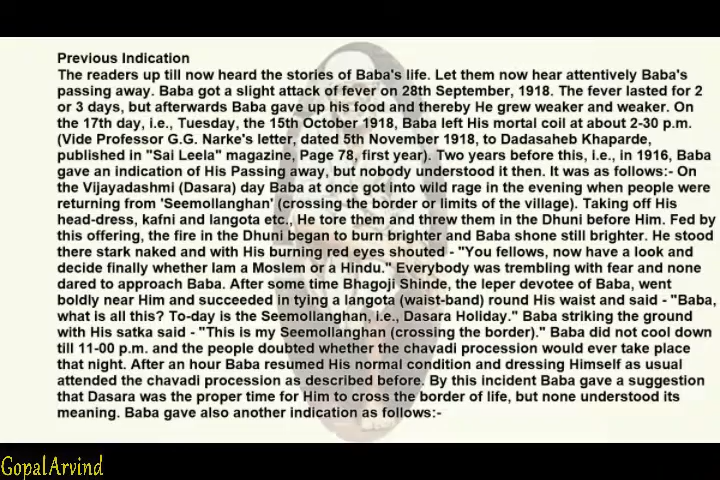 Previous Indication
The readers up till now heard the stories of Baba's life. Let them now hear attentively Baba's
passing away. Baba got a slight attack of fever on 28th September, 1918. The fever lasted for 2
or 3 days, but afterwards Baba gave up his food and thereby He grew weaker and weaker. On
the 17th day, i.e., Tuesday, the 15th October 1918, Baba left His mortal coil at about 2-30 p.m.
(Vide Professor G.G. Narke's letter, dated 5th November 1918, to Dadasaheb Khaparde,
published in "Sai Leela" magazine, Page 78, first year). Two years before this, i.e., in 1916, Baba
gave an indication of His Passing away, but nobody understood it then. It was as follows:- On
the Vijayadashmi (Dasara) day Baba at once got into wild rage in the evening when people were
returning from 'Seemollanghan' (crossing the border or limits of the village). Taking off His
head-dress, kafni and langota etc., He tore them and threw them in the Dhuni before Him. Fed by
this offering, the fire in the Dhuni began to burn brighter and Baba shone still brighter. He stood
there stark naked and with His burning red eyes shouted - "You fellows, now have a look and
decide finally whether Iam a Moslem or a Hindu." Everybody was trembling with fear and none
dared to approach Baba. After some time Bhagoji Shinde, the leper devotee of Baba, went
boldly near Him and succeeded in tying a langota (waist-band) round His waist and said - "Baba,
what is all this? To-day is the Seemollanghan, i.e., Dasara Holiday." Baba striking the ground
with His satka said - "This is my Seemollanghan (crossing the border)." Baba did not cool down
till 11-00 p.m. and the people doubted whether the chavadi procession would ever take place
that night. After an hour Baba resumed His normal condition and dressing Himself as usual
attended the chavadi procession as described before. By this incident Baba gave a suggestion
that Dasara was the proper time for Him to cross the border of life, but none understood its
meaning. Baba gave also another indication as follows:-
GopalArvind